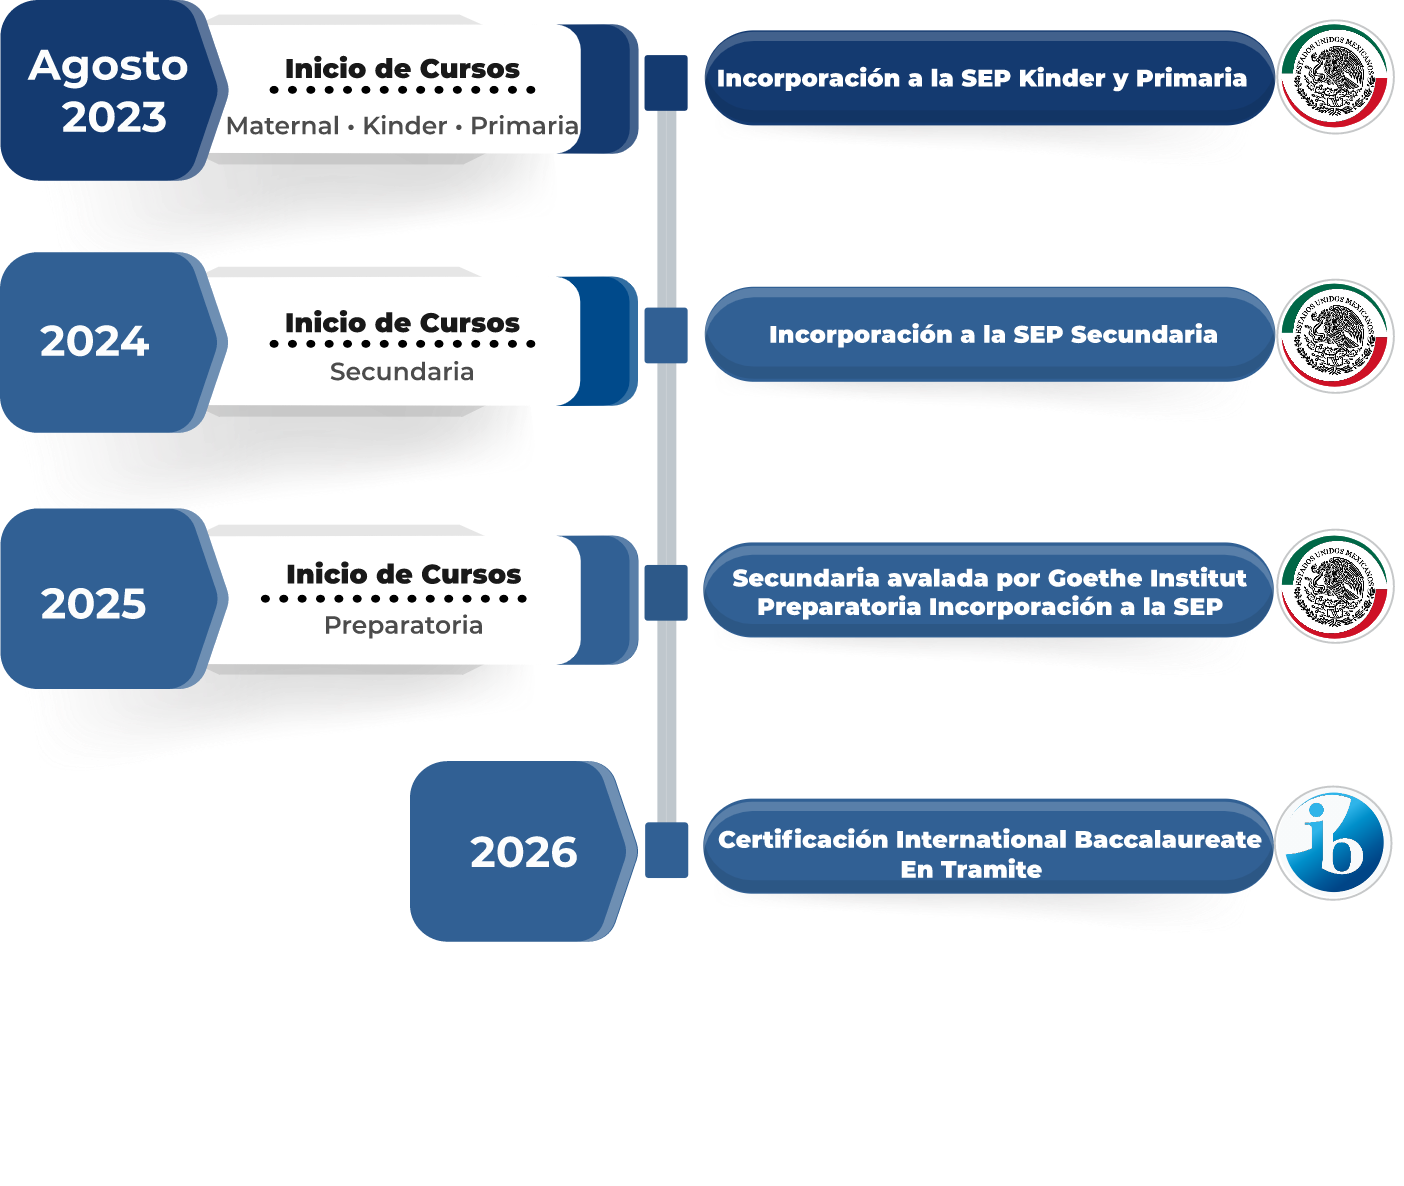 Agosto
2023
Inicio de Cursos
Maternal • Kinder • Primaria
Incorporación a la SEP Kinder y Primaria
ESTADOS UNIDOS MEXICANOS
2024
Inicio de Cursos
Secundaria
Incorporación a la SEP Secundaria
ESTADOS UNIDOS MEXICANOS
2025
Inicio de Cursos
Preparatoria
Secundaria avalada por Goethe Institut
Preparatoria Incorporación a la SEP
ESTADOS UNIDOS MEXICANOS
2026
Certificación International Baccalaureate
En Tramite
ib